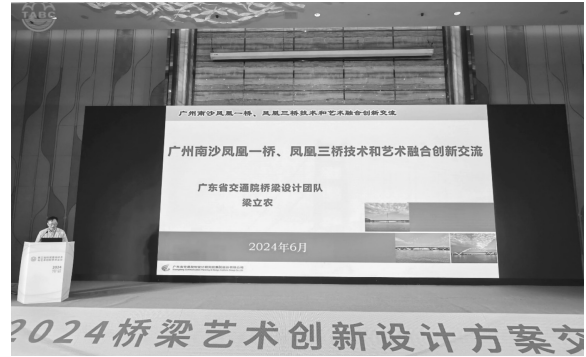 TABC
广州南沙凤凰一桥、凤凰三桥技术和艺术融合创新交流
广州南沙凤凰一桥、凤凰三桥技术和艺术融合创新交流
广东省交通院桥梁设计团队
梁立农
2024年6月
2024桥梁艺术创新设计方案交